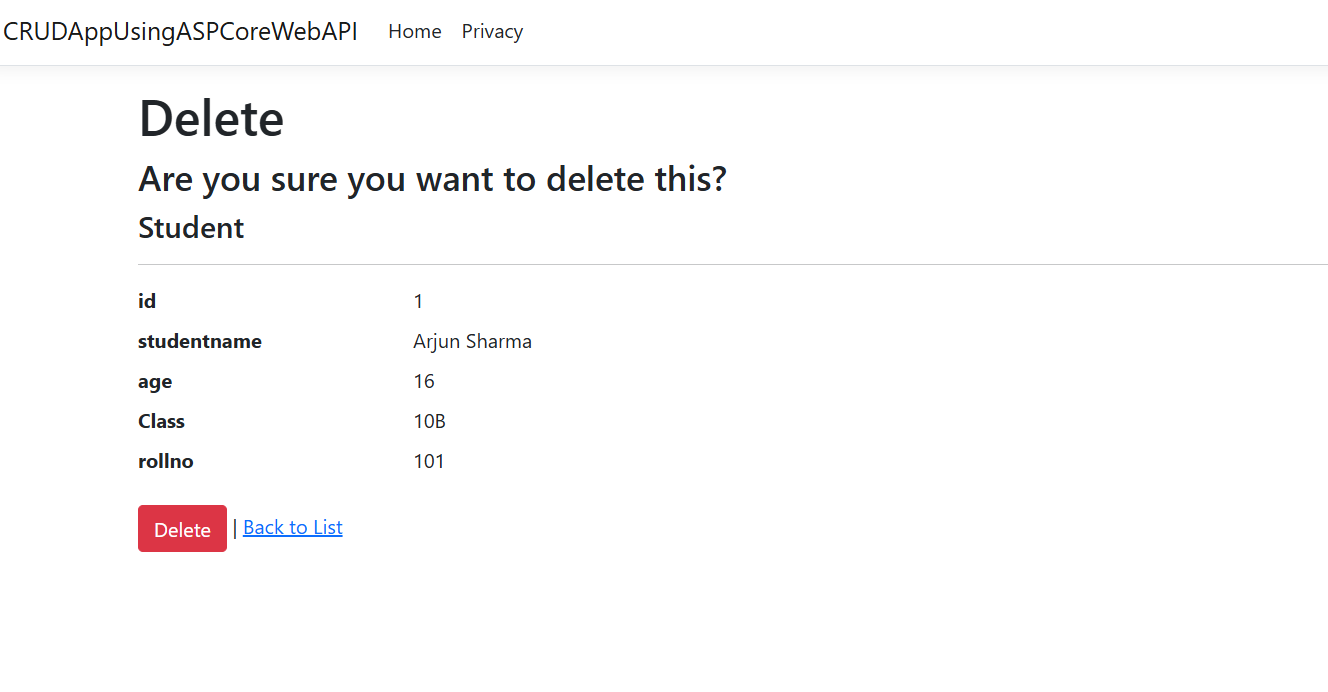 CRUDAppUsingASPCoreWebAPI Home Privacy
Delete
Are you sure you want to delete this?
Student
id 1
studentname Arjun Sharma
age 16
Class 10B
rollno 101
Delete | Back to List